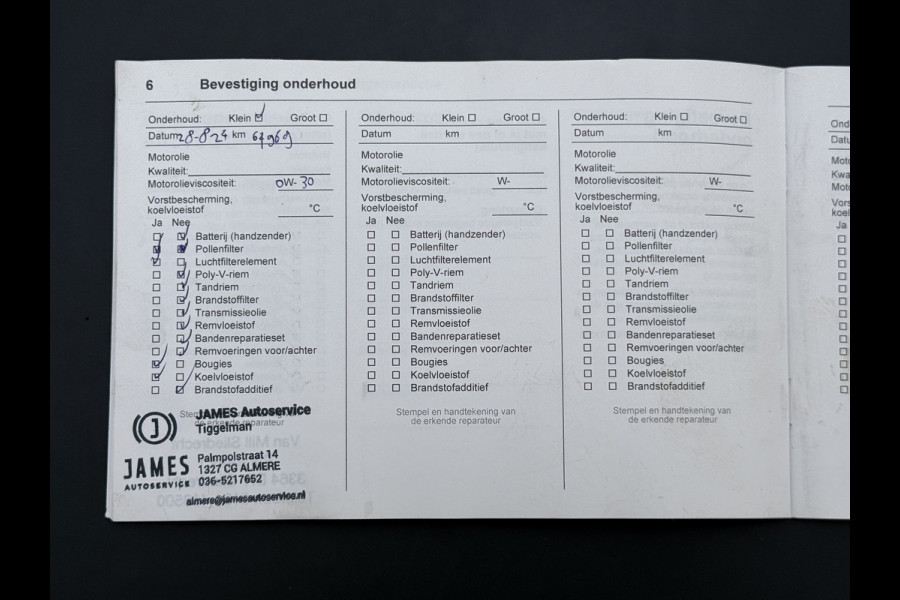 6 Bevestiging onderhoud
Onderhoud: Klein ☑ Groot ☐
Datum 28-8-24 km 67969
Motorolie
Kwaliteit:
Motorolieviscositeit: 0W-30
Vorstbescherming,
koelvloeistof °C
Ja Nee
Batterij (handzender)
Pollenfilter
Luchtfilterelement
Poly-V-riem
Tandriem
Brandstoffilter
Transmissieolie
Remvloeistof
Bandenreparatieset
Remvoeringen voor/achter
Bougies
Koelvloeistof
Brandstofadditief
de erkende reparateur
JAMES Autoservice
Tiggelman
JAMES
AUTOSERVICE
Palmpolstraat 14
1327 CG ALMERE
036-5217652
almere@jamesautoservice.nl
Onderhoud: Klein ☐ Groot ☐
Datum km
Motorolie
Kwaliteit:
Motorolieviscositeit: W-
Vorstbescherming,
koelvloeistof °C
Ja Nee
☐ ☐ Batterij (handzender)
☐ ☐ Pollenfilter
☐ ☐ Luchtfilterelement
☐ ☐ Poly-V-riem
☐ ☐ Tandriem
☐ ☐ Brandstoffilter
☐ ☐ Transmissieolie
☐ ☐ Remvloeistof
☐ ☐ Bandenreparatieset
☐ ☐ Remvoeringen voor/achter
☐ ☐ Bougies
☐ ☐ Koelvloeistof
☐ ☐ Brandstofadditief
Stempel en handtekening van
de erkende reparateur
Onderhoud: Klein ☐ Groot ☐
Datum km
Motorolie
Kwaliteit:
Motorolieviscositeit: W-
Vorstbescherming,
koelvloeistof °C
Ja Nee
☐ ☐ Batterij (handzender)
☐ ☐ Pollenfilter
☐ ☐ Luchtfilterelement
☐ ☐ Poly-V-riem
☐ ☐ Tandriem
☐ ☐ Brandstoffilter
☐ ☐ Transmissieolie
☐ ☐ Remvloeistof
☐ ☐ Bandenreparatieset
☐ ☐ Remvoeringen voor/achter
☐ ☐ Bougies
☐ ☐ Koelvloeistof
☐ ☐ Brandstofadditief
Stempel en handtekening van
de erkende reparateur